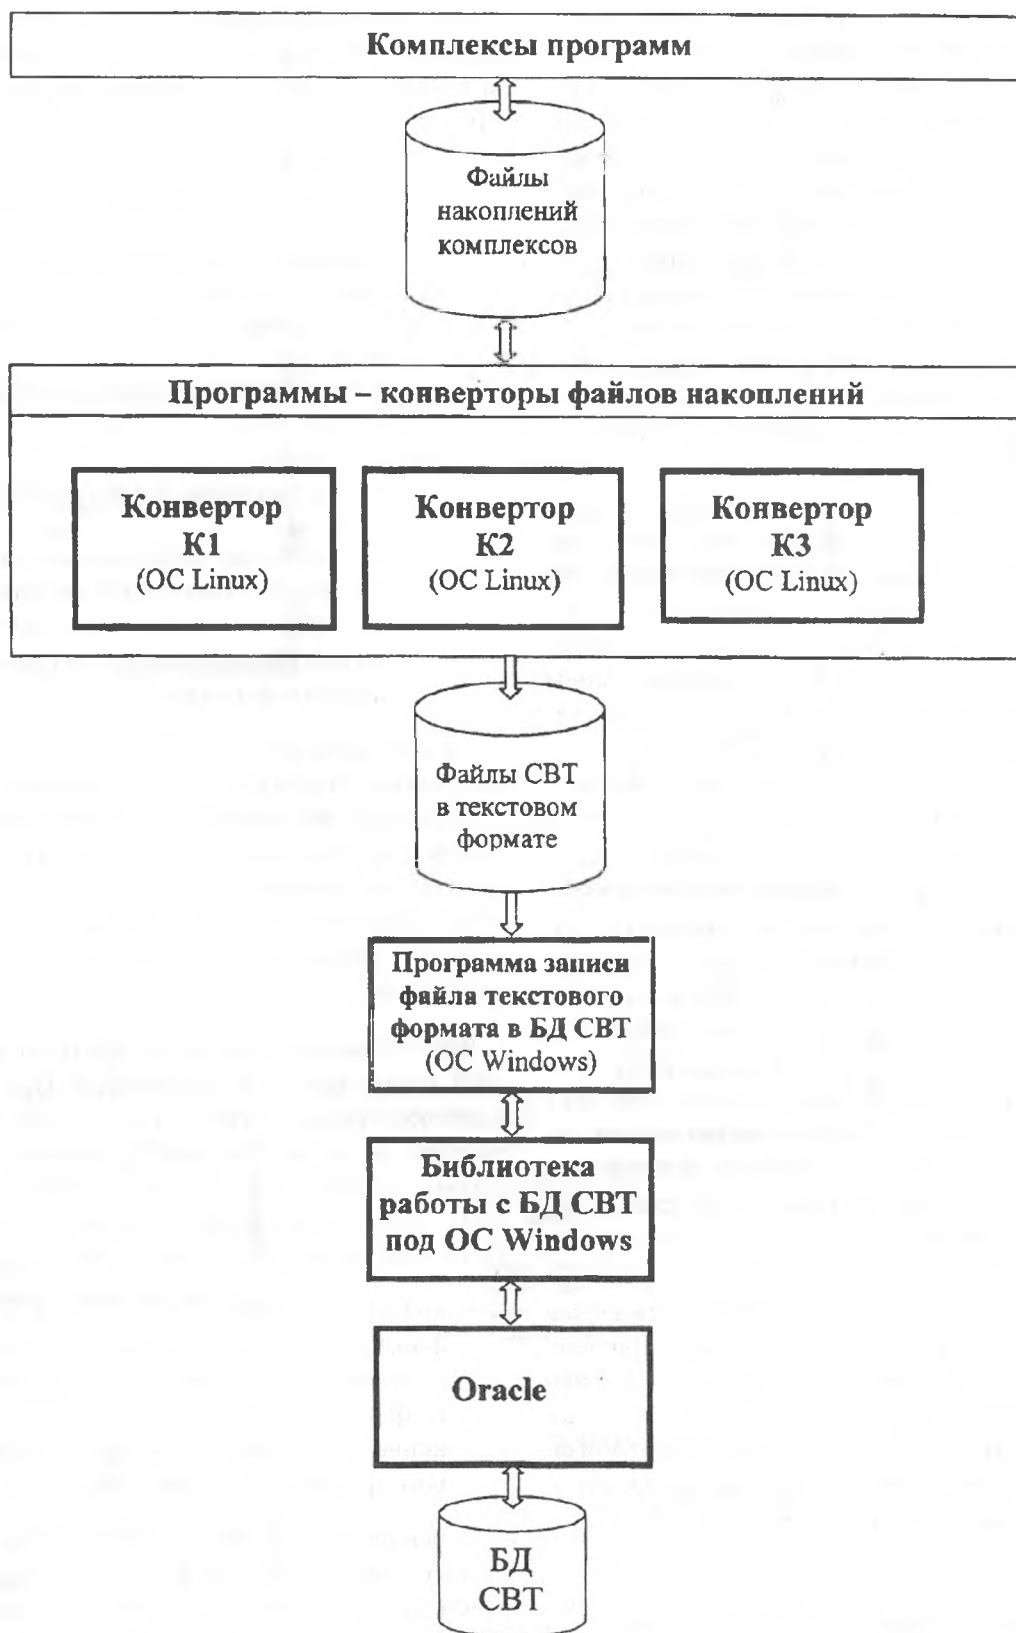 Комплексы программ
Файлы
накоплений
комплексов
Программы – конверторы файлов накоплений
Конвертор
К1
(ОС Linux)
Конвертор
К2
(ОС Linux)
Конвертор
К3
(ОС Linux)
Файлы СВТ
в текстовом
формате
Программа записи
файла текстового
формата в БД СВТ
(ОС Windows)
Библиотека
работы с БД СВТ
под ОС Windows
Oracle
БД
СВТ